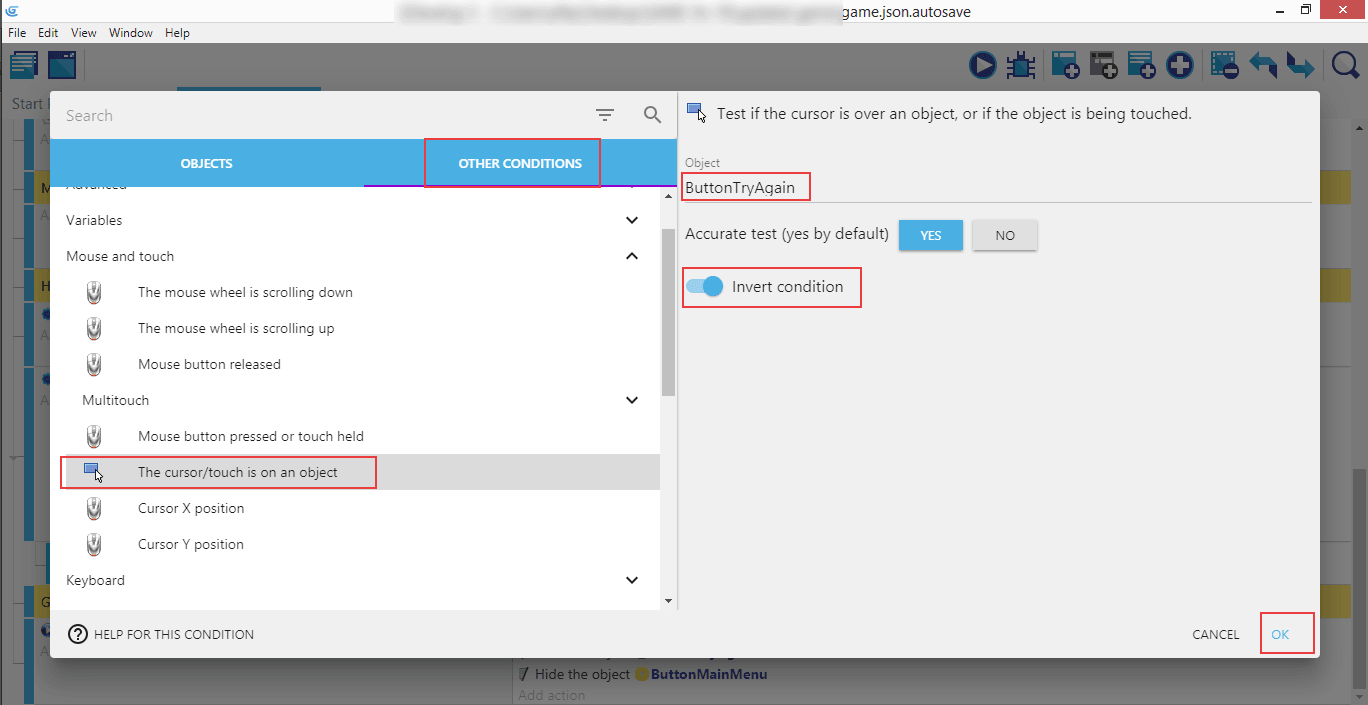 game.json.autosave
File Edit View Window Help
Start
Search
OBJECTS
OTHER CONDITIONS
Advanced
Variables
Mouse and touch
The mouse wheel is scrolling down
The mouse wheel is scrolling up
Mouse button released
Multitouch
Mouse button pressed or touch held
The cursor/touch is on an object
Cursor X position
Cursor Y position
Keyboard
HELP FOR THIS CONDITION
Test if the cursor is over an object, or if the object is being touched.
Object
ButtonTryAgain
Accurate test (yes by default) YES NO
Invert condition
CANCEL OK
Hide the object ButtonMainMenu
Add action